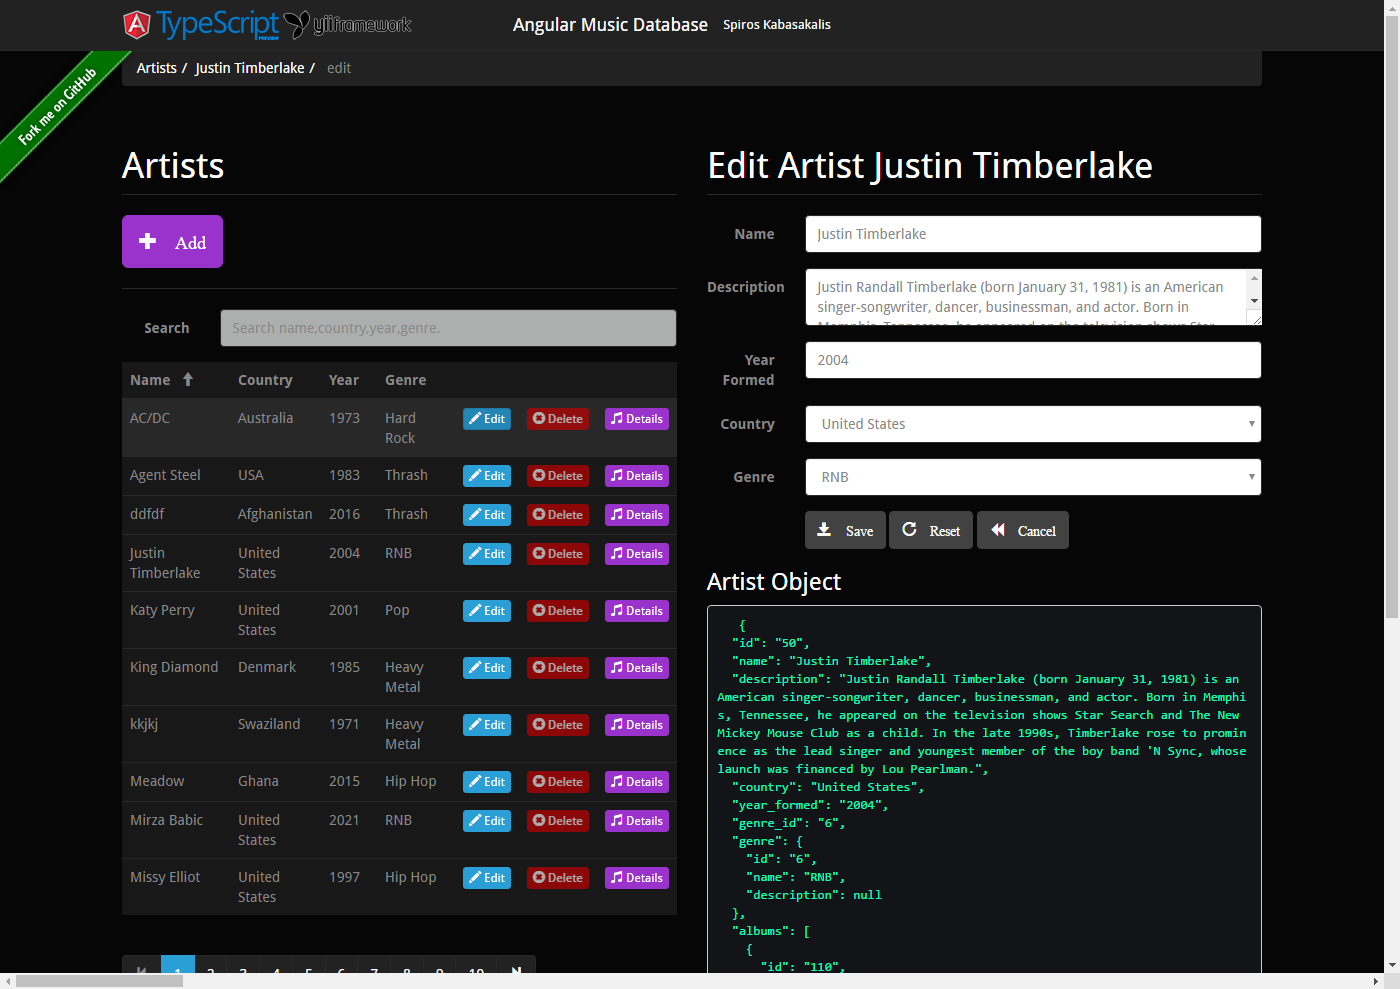 TypeScript
PREVIEW
yiiframework
Angular Music Database
Spiros Kabasakalis
Fork me on GitHub
Artists / Justin Timberlake / edit
Artists
Add
Search
Search name,country,year,genre.
Name Country Year Genre
AC/DC Australia 1973 Hard Rock Edit Delete Details
Agent Steel USA 1983 Thrash Edit Delete Details
ddfdf Afghanistan 2016 Thrash Edit Delete Details
Justin Timberlake United States 2004 RNB Edit Delete Details
Katy Perry United States 2001 Pop Edit Delete Details
King Diamond Denmark 1985 Heavy Metal Edit Delete Details
kkjkj Swaziland 1971 Heavy Metal Edit Delete Details
Meadow Ghana 2015 Hip Hop Edit Delete Details
Mirza Babic United States 2021 RNB Edit Delete Details
Missy Elliot United States 1997 Hip Hop Edit Delete Details
1 2 3 4 5 6 7 8 9 10
Edit Artist Justin Timberlake
Name
Justin Timberlake
Description
Justin Randall Timberlake (born January 31, 1981) is an American
singer-songwriter, dancer, businessman, and actor. Born in
Memphis, Tennessee, he appeared on the television shows Star
Year Formed
2004
Country
United States
Genre
RNB
Save Reset Cancel
Artist Object
{
"id": "50",
"name": "Justin Timberlake",
"description": "Justin Randall Timberlake (born January 31, 1981) is an
American singer-songwriter, dancer, businessman, and actor. Born in Memphi
s, Tennessee, he appeared on the television shows Star Search and The New
Mickey Mouse Club as a child. In the late 1990s, Timberlake rose to promin
ence as the lead singer and youngest member of the boy band 'N Sync, whose
launch was financed by Lou Pearlman.",
"country": "United States",
"year_formed": "2004",
"genre_id": "6",
"genre": {
"id": "6",
"name": "RNB",
"description": null
},
"albums": [
{
"id": "110",